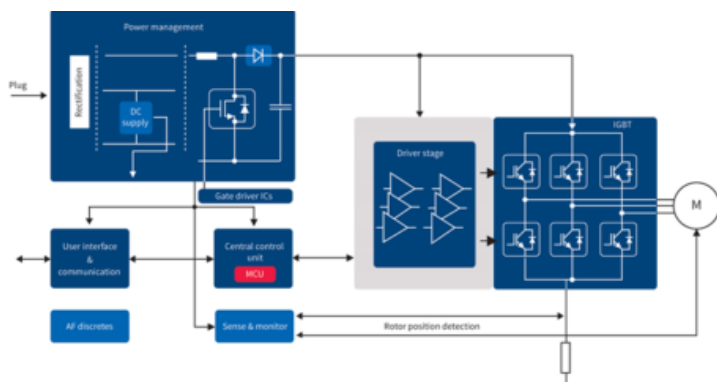 Power management
Plug
Rectification
DC
supply
IGBT
Driver stage
Gate driver ICs
M
User interface
&
communication
Central control
unit
MCU
AF discretes
Sense & monitor
Rotor position detection